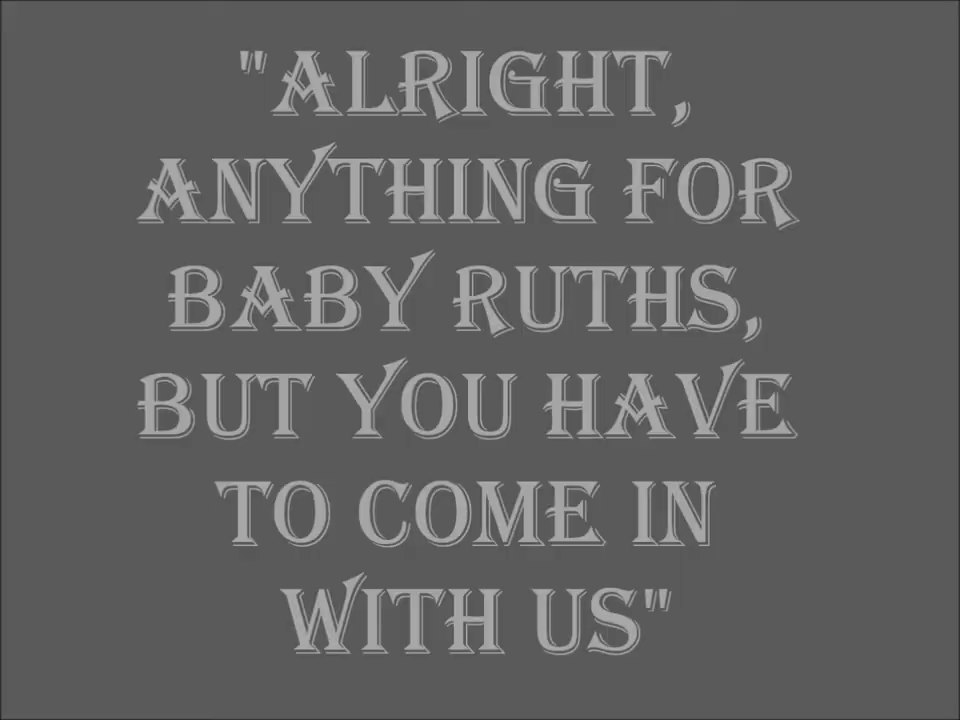 "ALRIGHT,
ANYTHING FOR
BABY RUTHS,
BUT YOU HAVE
TO COME IN
WITH US"